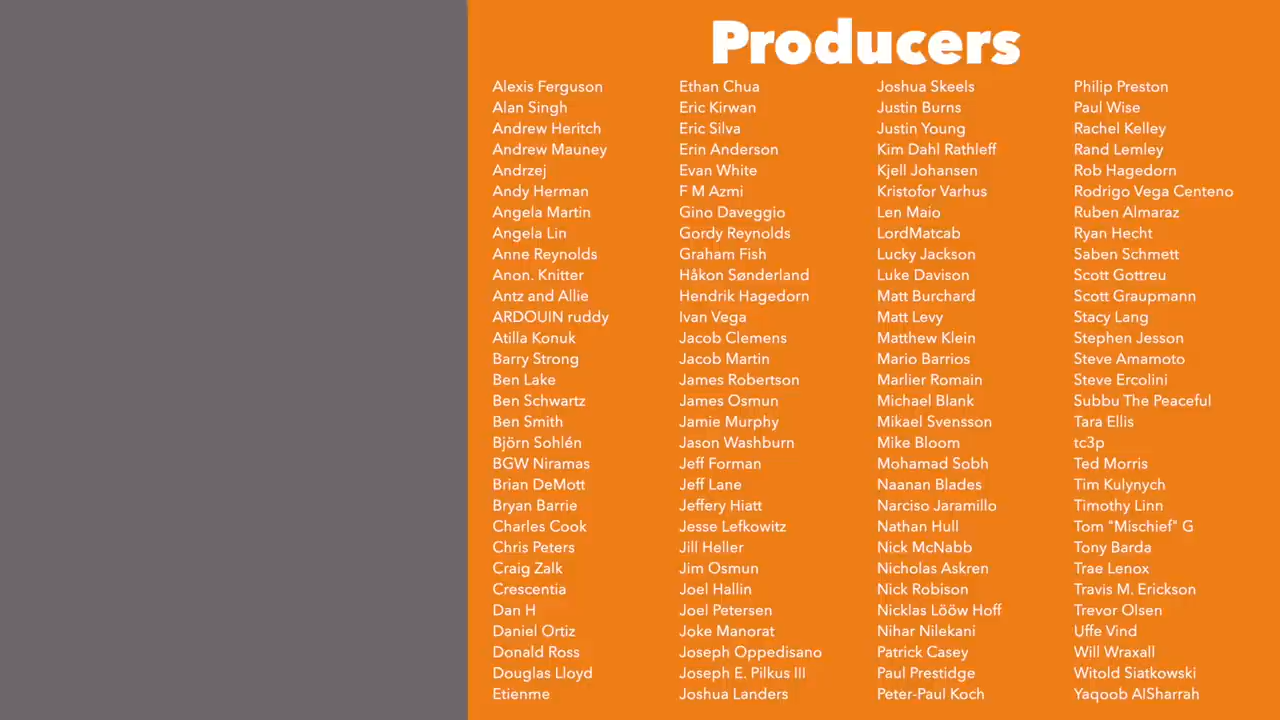 Producers
Alexis Ferguson
Alan Singh
Andrew Heritch
Andrew Mauney
Andrzej
Andy Herman
Angela Martin
Angela Lin
Anne Reynolds
Anon. Knitter
Antz and Allie
ARDOUIN ruddy
Atilla Konuk
Barry Strong
Ben Lake
Ben Schwartz
Ben Smith
Björn Sohlén
BGW Niramas
Brian DeMott
Bryan Barrie
Charles Cook
Chris Peters
Craig Zalk
Crescentia
Dan H
Daniel Ortiz
Donald Ross
Douglas Lloyd
Etienme
Ethan Chua
Eric Kirwan
Eric Silva
Erin Anderson
Evan White
F M Azmi
Gino Daveggio
Gordy Reynolds
Graham Fish
Håkon Sønderland
Hendrik Hagedorn
Ivan Vega
Jacob Clemens
Jacob Martin
James Robertson
James Osmun
Jamie Murphy
Jason Washburn
Jeff Forman
Jeff Lane
Jeffery Hiatt
Jesse Lefkowitz
Jill Heller
Jim Osmun
Joel Hallin
Joel Petersen
Joke Manorat
Joseph Oppedisano
Joseph E. Pilkus III
Joshua Landers
Joshua Skeels
Justin Burns
Justin Young
Kim Dahl Rathleff
Kjell Johansen
Kristofor Varhus
Len Maio
LordMatcab
Lucky Jackson
Luke Davison
Matt Burchard
Matt Levy
Matthew Klein
Mario Barrios
Marlier Romain
Michael Blank
Mikael Svensson
Mike Bloom
Mohamad Sobh
Naanan Blades
Narciso Jaramillo
Nathan Hull
Nick McNabb
Nicholas Askren
Nick Robison
Nicklas Lööw Hoff
Nihar Nilekani
Patrick Casey
Paul Prestidge
Peter-Paul Koch
Philip Preston
Paul Wise
Rachel Kelley
Rand Lemley
Rob Hagedorn
Rodrigo Vega Centeno
Ruben Almaraz
Ryan Hecht
Saben Schmett
Scott Gottreu
Scott Graupmann
Stacy Lang
Stephen Jesson
Steve Amamoto
Steve Ercolini
Subbu The Peaceful
Tara Ellis
tc3p
Ted Morris
Tim Kulynych
Timothy Linn
Tom "Mischief" G
Tony Barda
Trae Lenox
Travis M. Erickson
Trevor Olsen
Uffe Vind
Will Wraxall
Witold Siatkowski
Yaqoob AlSharrah